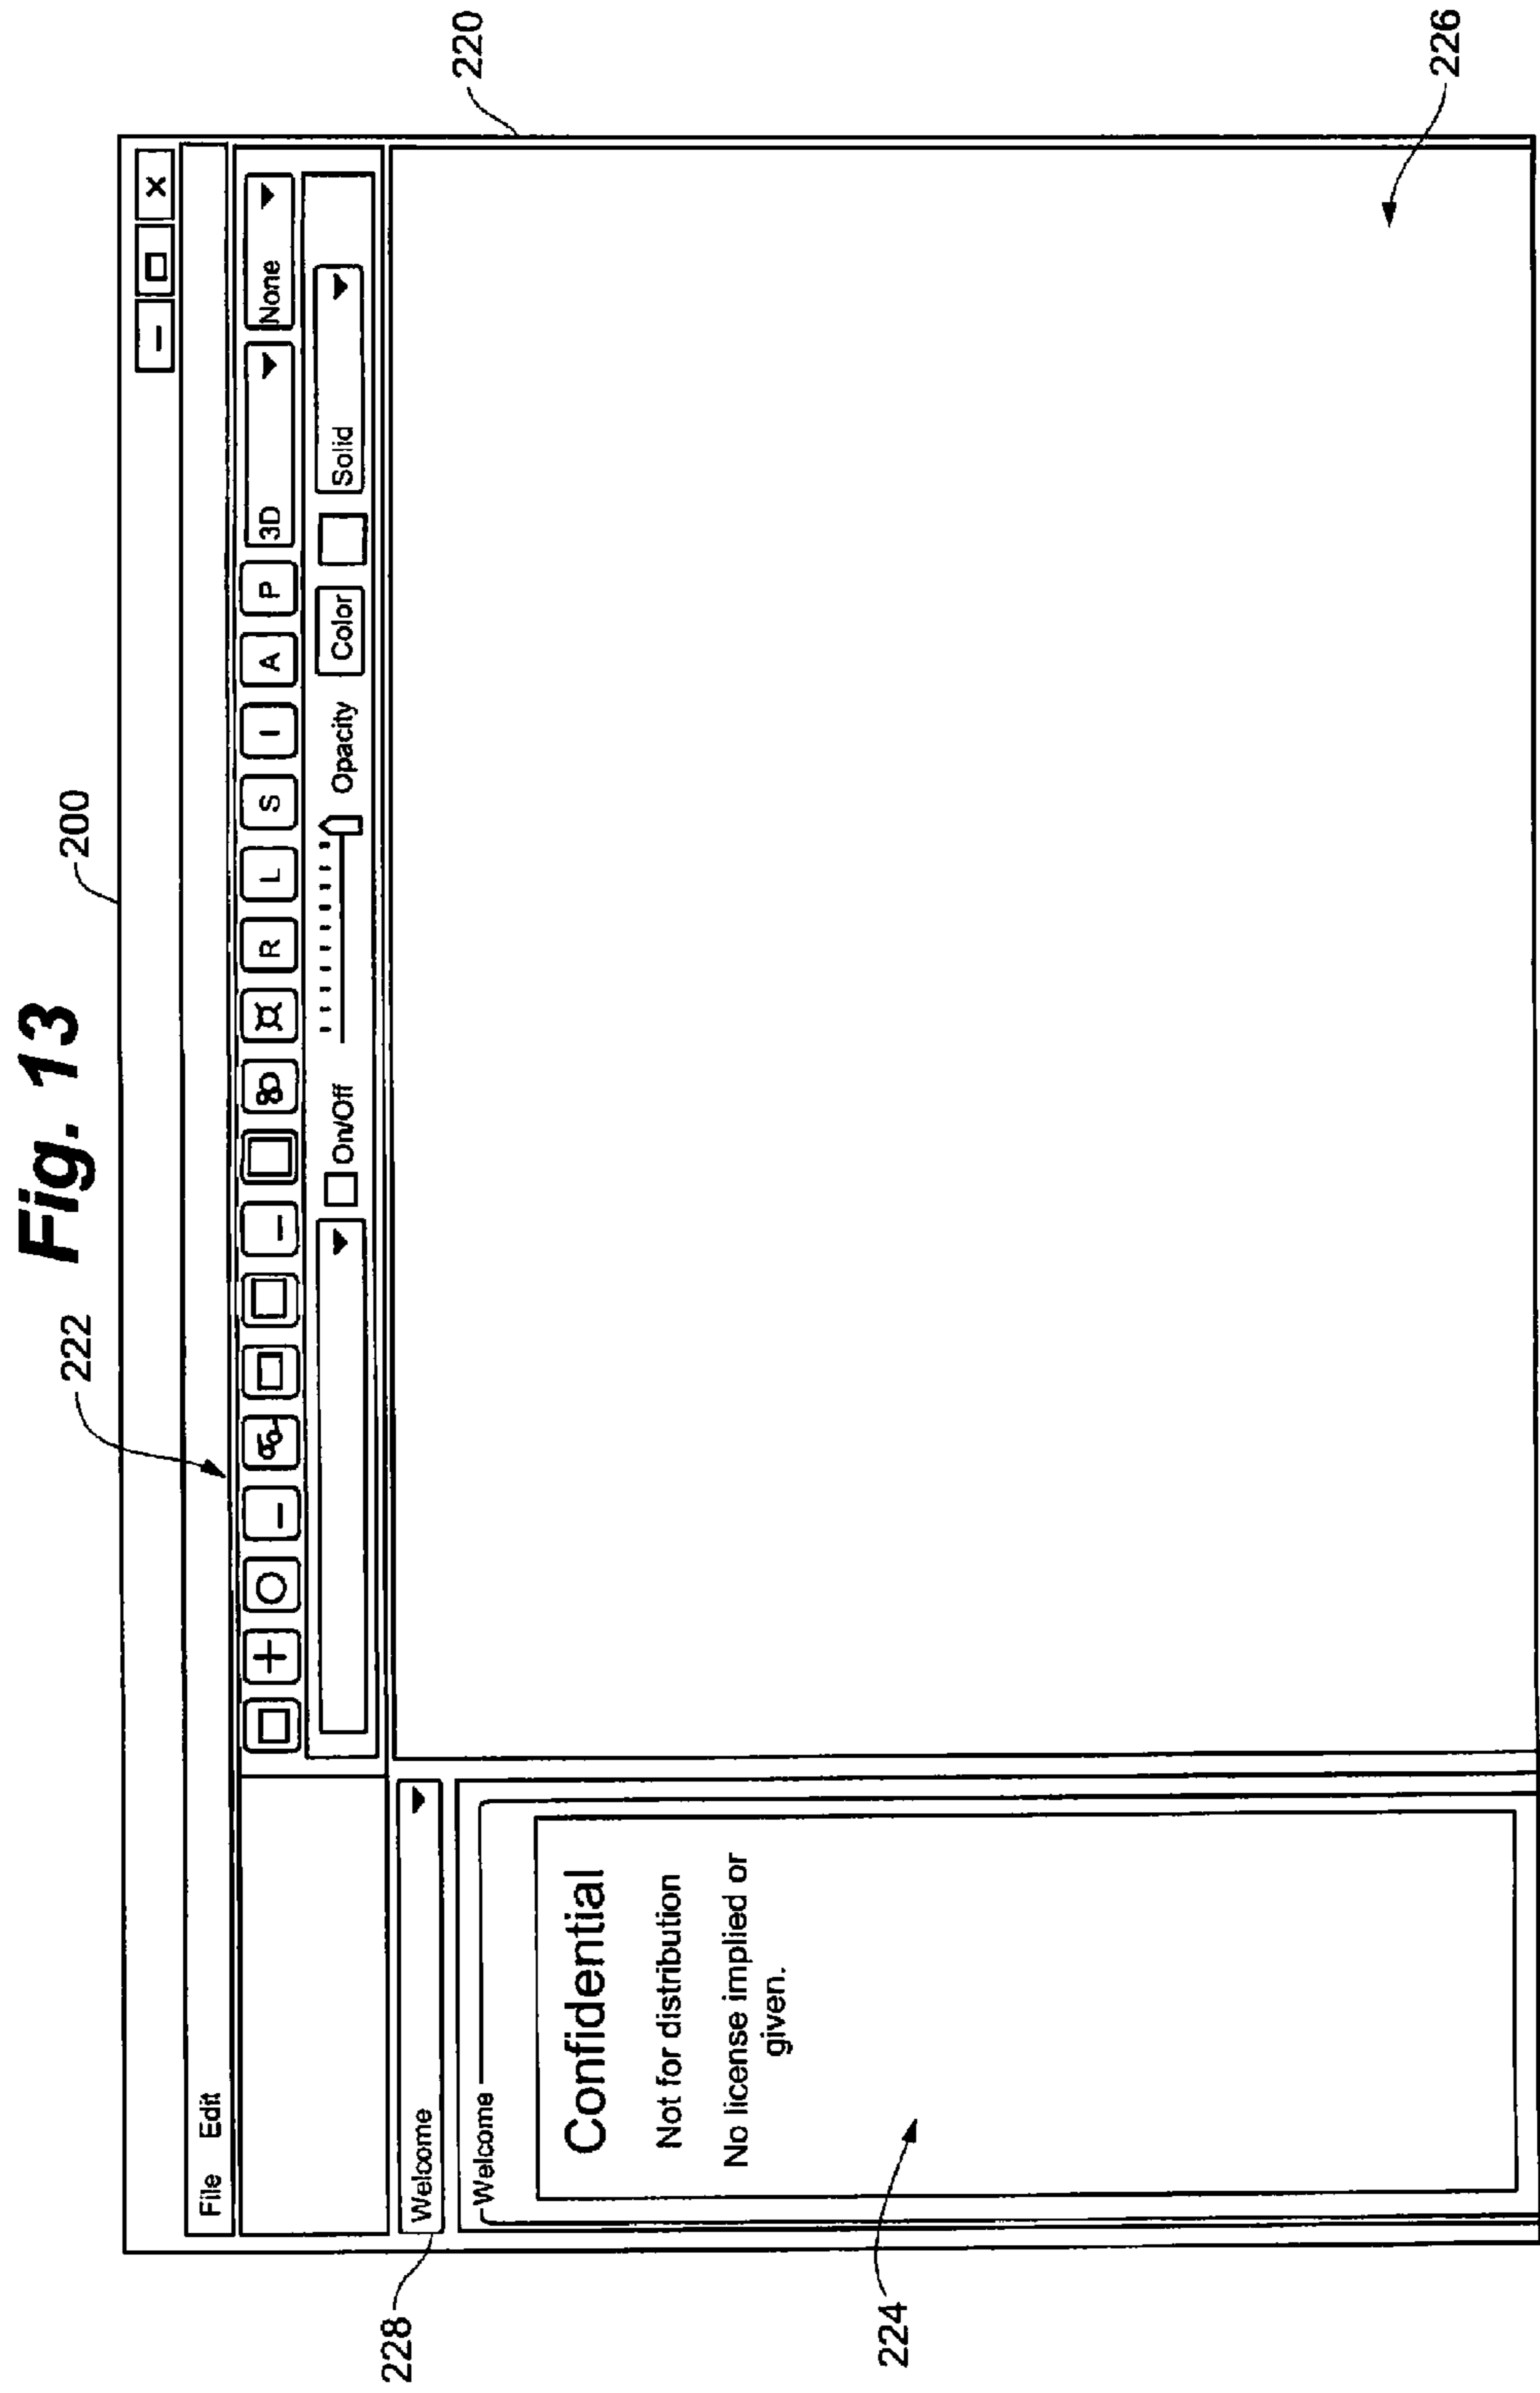 Fig. 13
222
200
220
File Edit
R L S I A P 3D None
On/Off Opacity Color Solid
228
Welcome
Welcome
Confidential
Not for distribution
No license implied or
given.
224
226